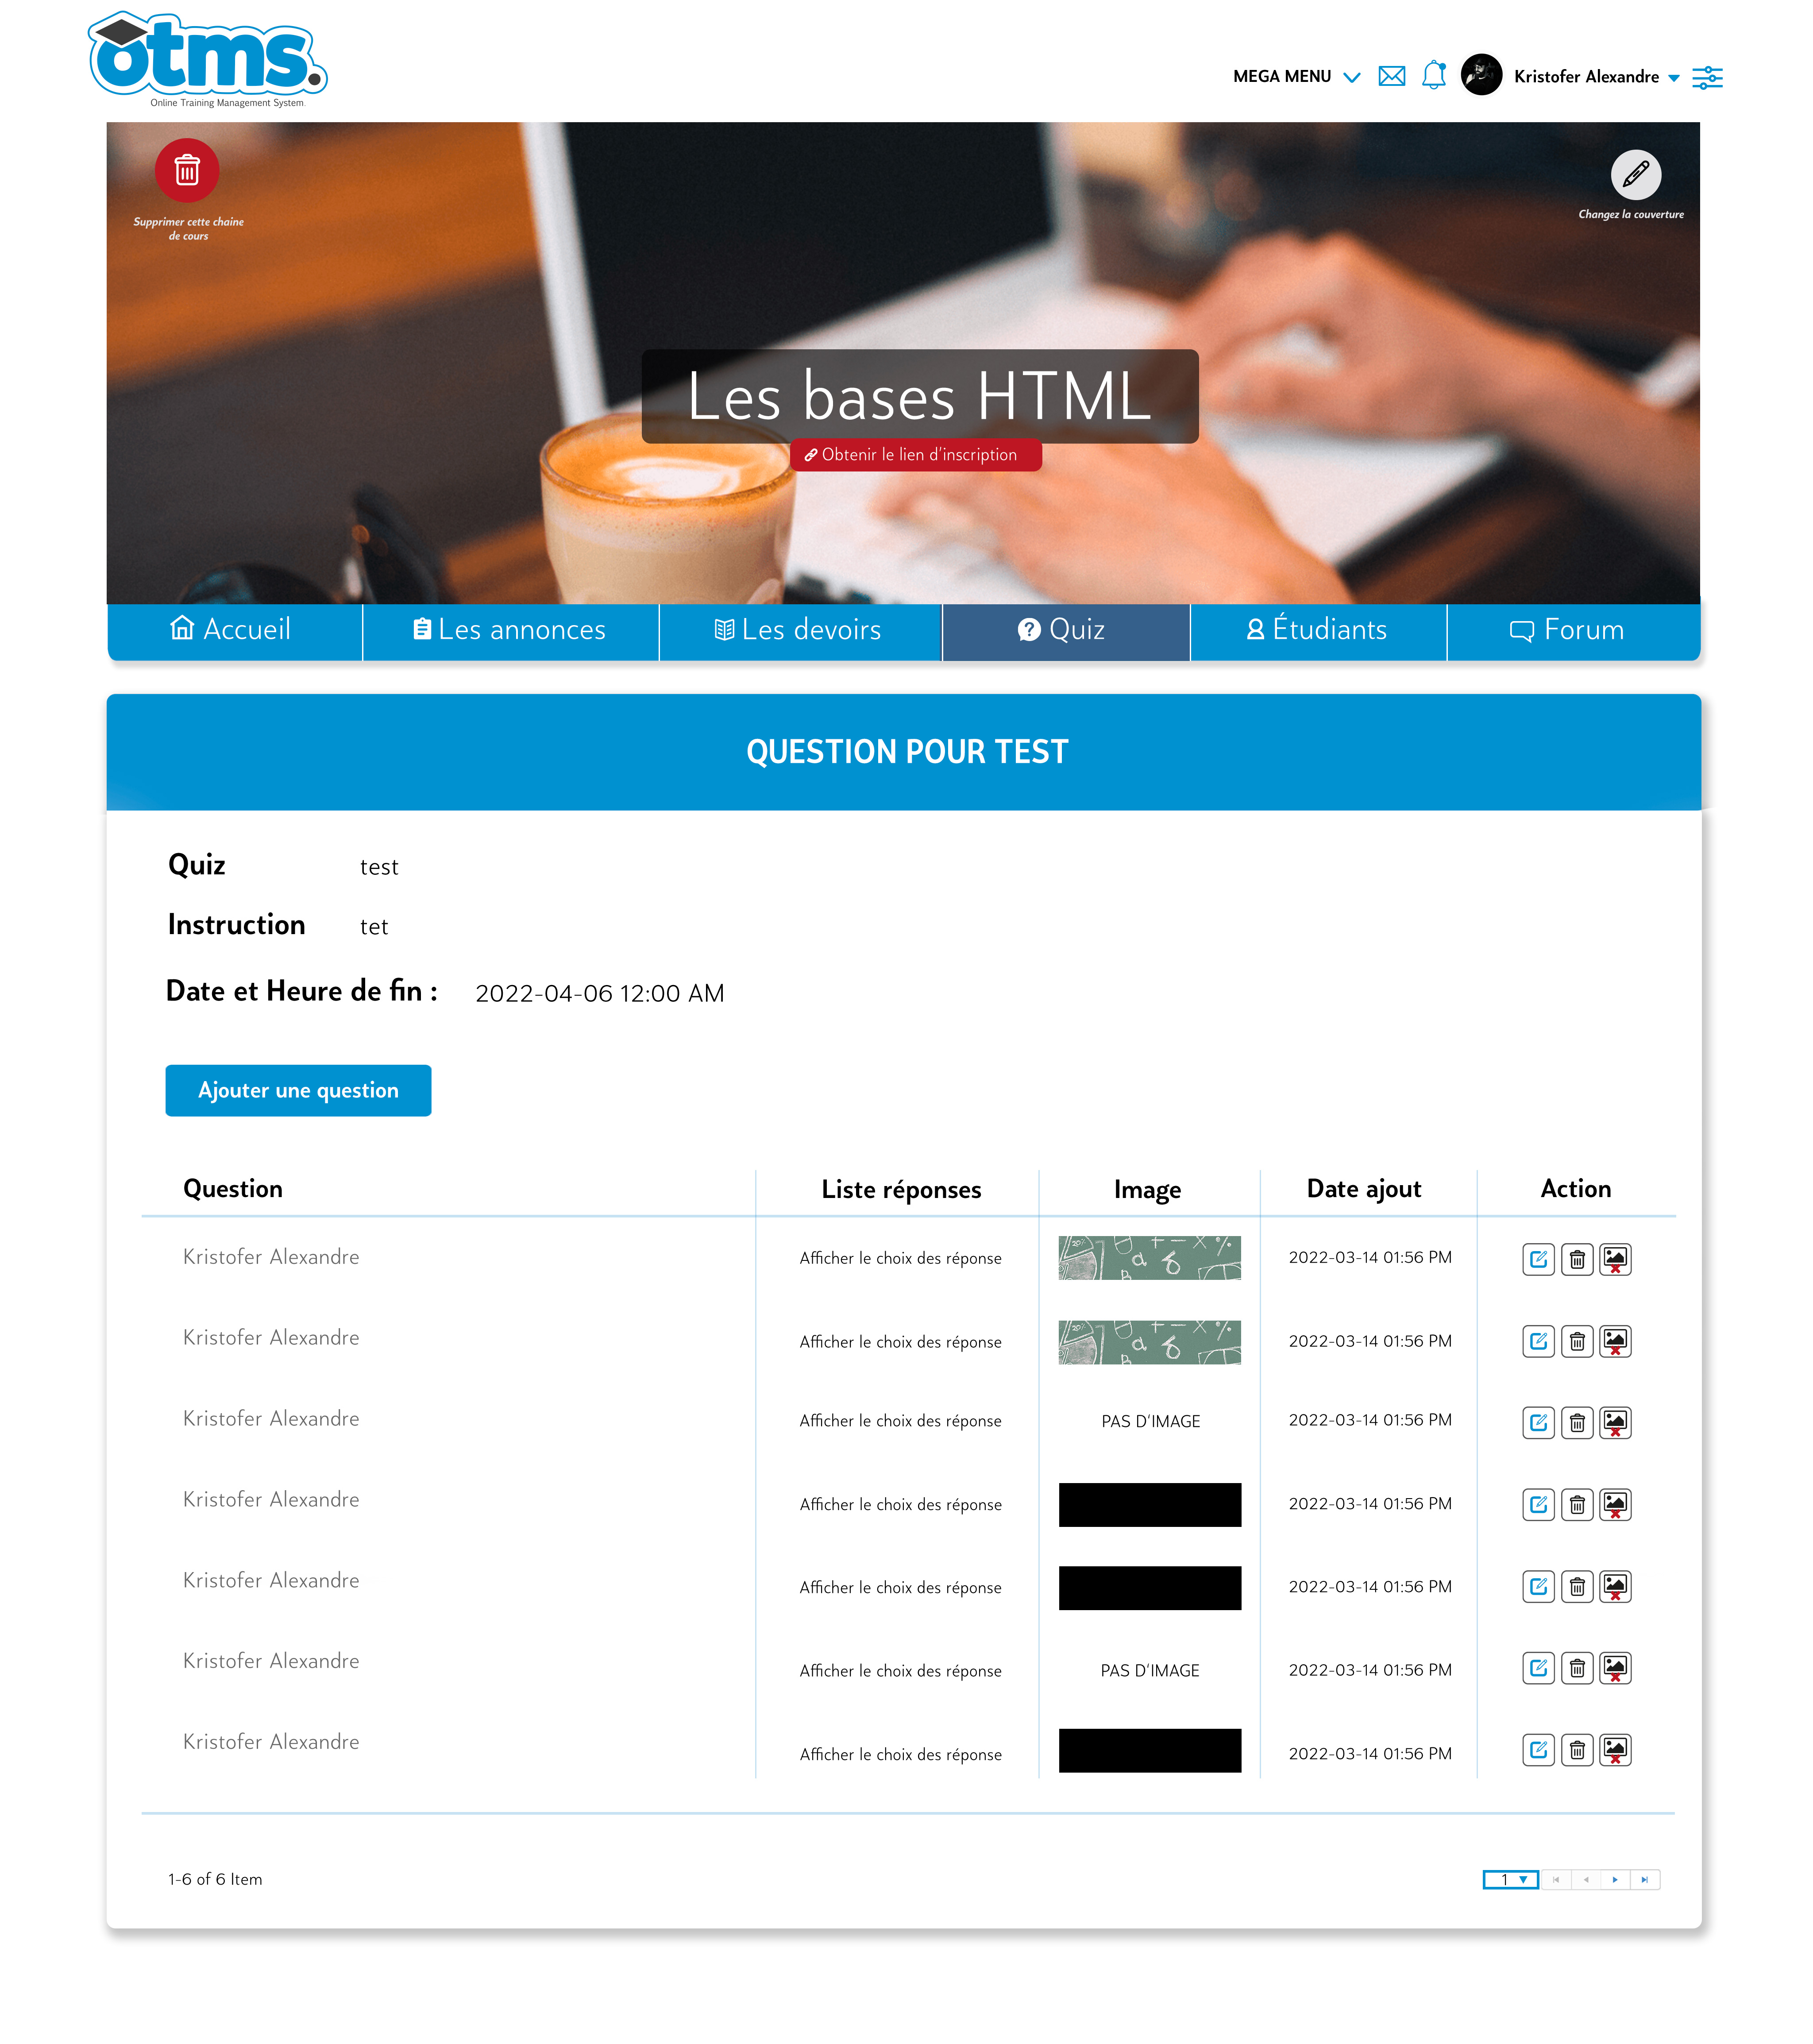 otms.
Online Training Management System.
MEGA MENU
Kristofer Alexandre
Supprimer cette chaine
de cours
Changez la couverture
Les bases HTML
Obtenir le lien d'inscription
Accueil
Les annonces
Les devoirs
Quiz
Étudiants
Forum
QUESTION POUR TEST
Quiz test
Instruction tet
Date et Heure de fin : 2022-04-06 12:00 AM
Ajouter une question
Question Liste réponses Image Date ajout Action
Kristofer Alexandre Afficher le choix des réponse 2022-03-14 01:56 PM
Kristofer Alexandre Afficher le choix des réponse 2022-03-14 01:56 PM
Kristofer Alexandre Afficher le choix des réponse PAS D'IMAGE 2022-03-14 01:56 PM
Kristofer Alexandre Afficher le choix des réponse 2022-03-14 01:56 PM
Kristofer Alexandre Afficher le choix des réponse 2022-03-14 01:56 PM
Kristofer Alexandre Afficher le choix des réponse PAS D'IMAGE 2022-03-14 01:56 PM
Kristofer Alexandre Afficher le choix des réponse 2022-03-14 01:56 PM
1-6 of 6 Item 1